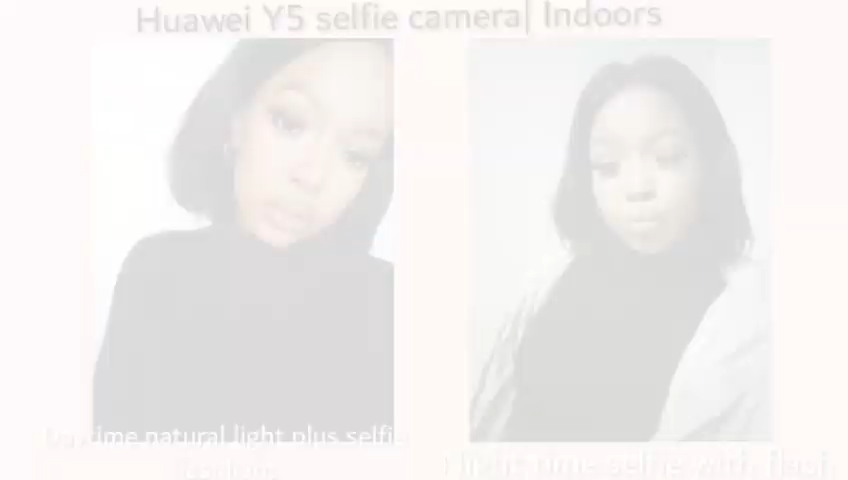 Huawei Y5 selfie camera| Indoors
Daytime natural light plus selfie
Night time selfie with flash